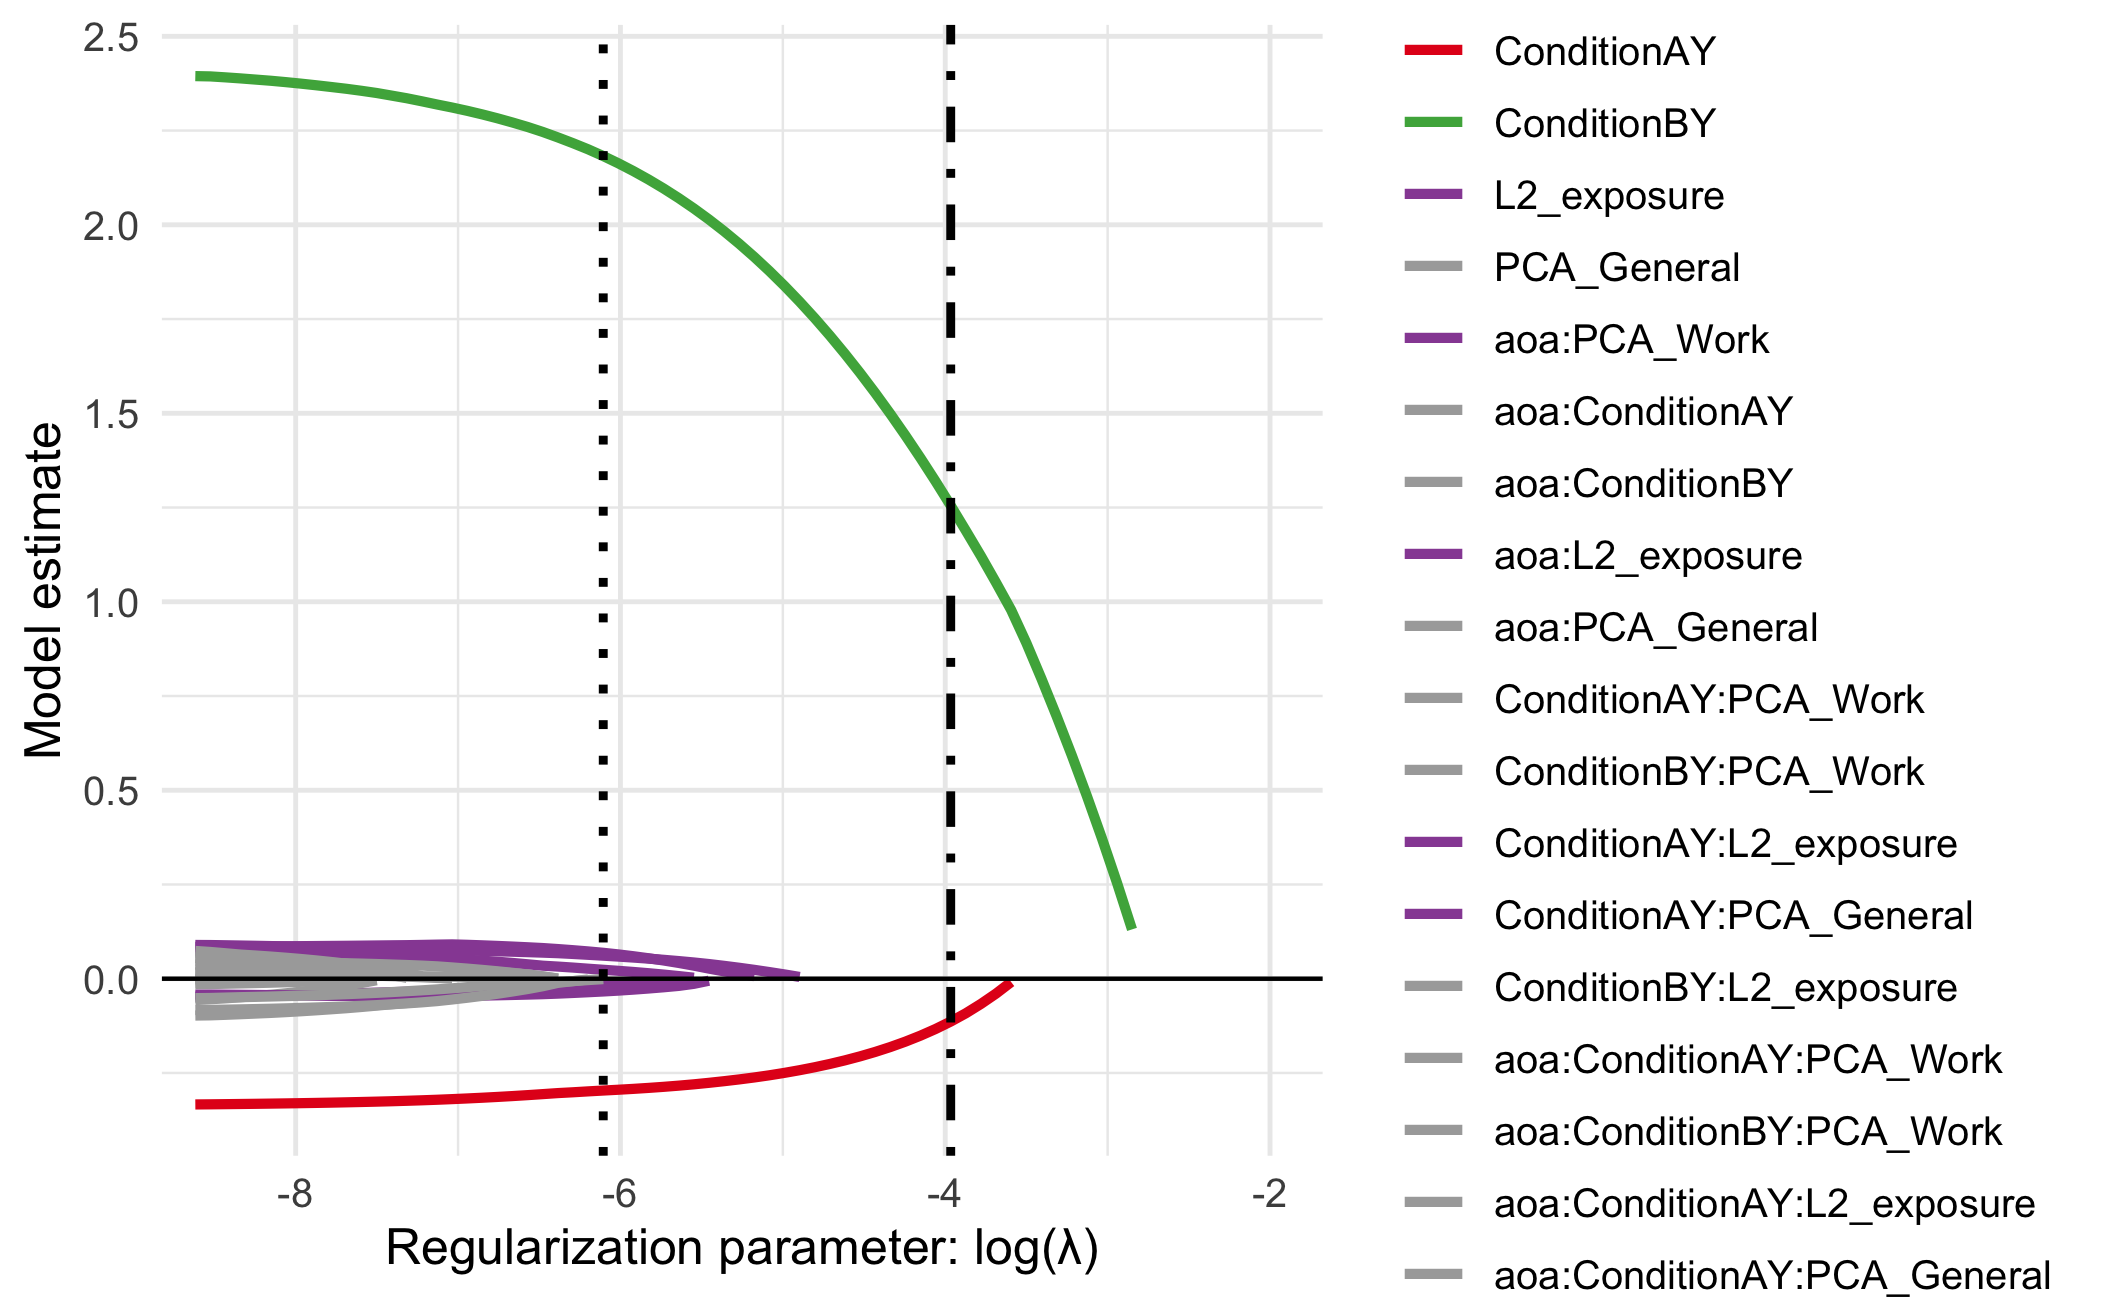 2.5
2.0
1.5
1.0
0.5
0.0
Model estimate
-8
-6
-4
-2
Regularization parameter: log(λ)
ConditionAY
ConditionBY
L2_exposure
PCA_General
aoa:PCA_Work
aoa:ConditionAY
aoa:ConditionBY
aoa:L2_exposure
aoa:PCA_General
ConditionAY:PCA_Work
ConditionBY:PCA_Work
ConditionAY:L2_exposure
ConditionAY:PCA_General
ConditionBY:L2_exposure
aoa:ConditionAY:PCA_Work
aoa:ConditionBY:PCA_Work
aoa:ConditionAY:L2_exposure
aoa:ConditionAY:PCA_General